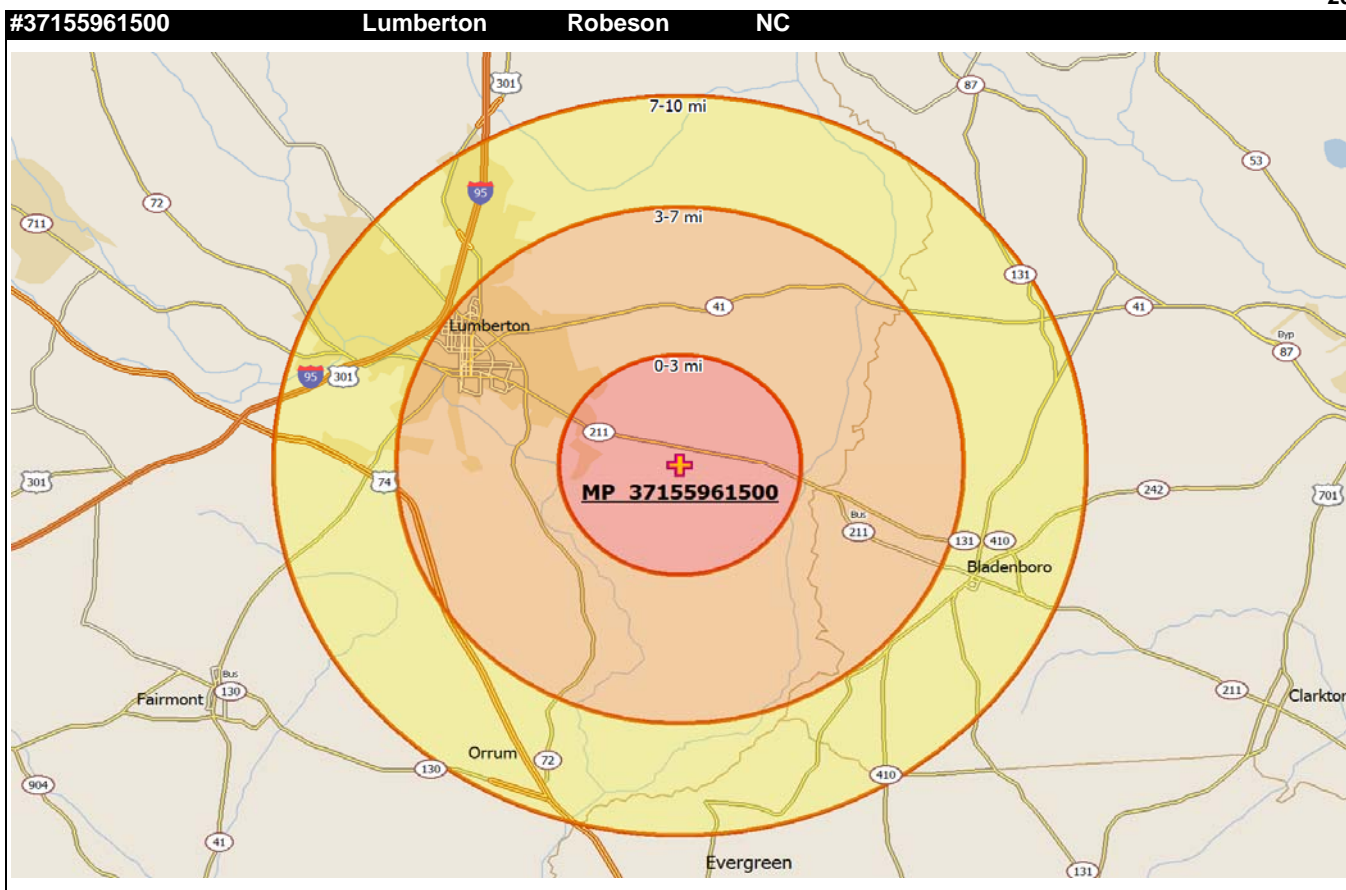 #37155961500 Lumberton Robeson NC
301
87
7-10 mi
53
95
72
711
3-7 mi
131
41
41
Lumberton
Byp
87
0-3 mi
95 301
211
74
MP 37155961500
301
242
701
Bus
211
131 410
Bladenboro
Bus
130
Fairmont
211
Clarkton
Orrum
72
130
410
904
41
Evergreen
131